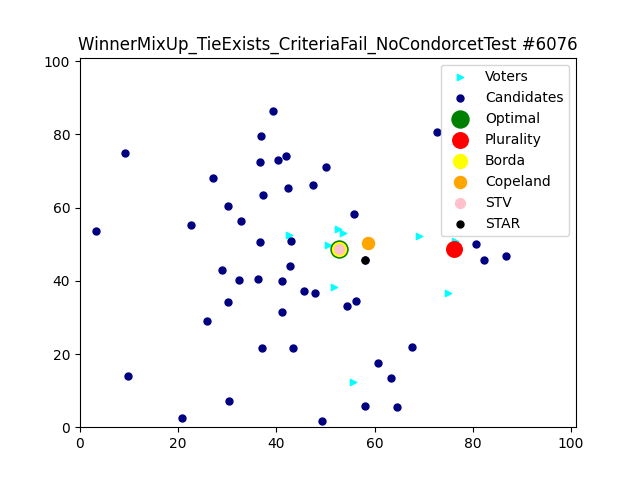 WinnerMixUp_TieExists_CriteriaFail_NoCondorcetTest #6076
100
80
60
40
20
0
0
20
40
60
80
100
Voters
Candidates
Optimal
Plurality
Borda
Copeland
STV
STAR